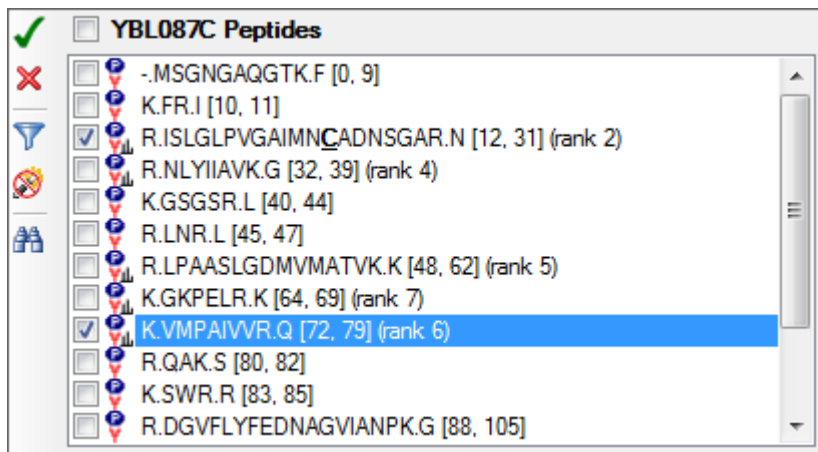 YBL087C Peptides
-.MSGNGAQGTK.F [0, 9]
K.FR.I [10, 11]
R.ISLGLPVGAIMNCADNSGAR.N [12, 31] (rank 2)
R.NLYIIAVK.G [32, 39] (rank 4)
K.GSGSR.L [40, 44]
R.LNR.L [45, 47]
R.LPAASLGDMVMATVK.K [48, 62] (rank 5)
K.GKPELR.K [64, 69] (rank 7)
K.VMPAIVVR.Q [72, 79] (rank 6)
R.QAK.S [80, 82]
K.SWR.R [83, 85]
R.DGVFLYFEDNAGVIANPK.G [88, 105]